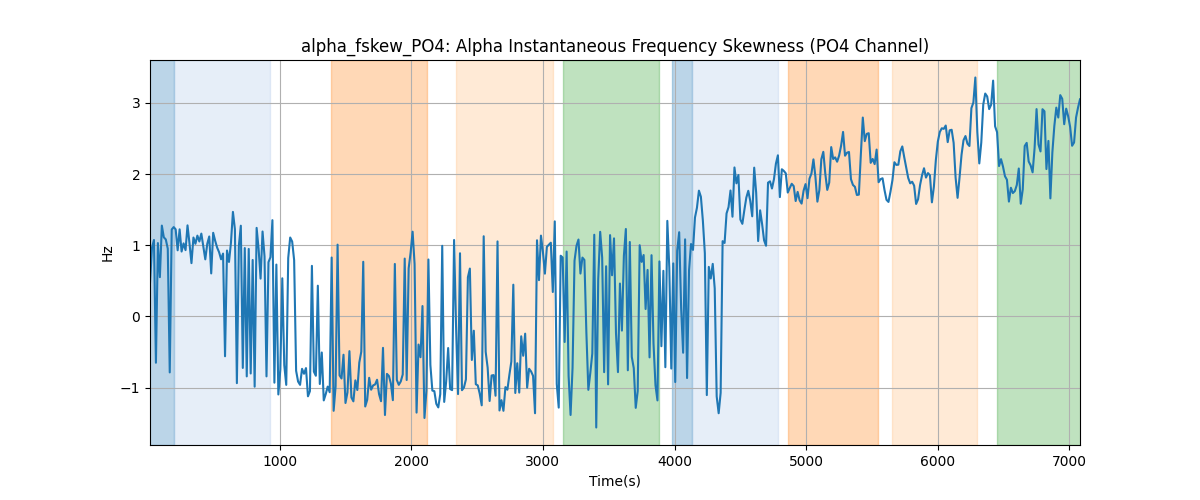 alpha_fskew_PO4: Alpha Instantaneous Frequency Skewness (PO4 Channel)
3
2
1
0
−1
Hz
1000 2000 3000 4000 5000 6000 7000
Time(s)